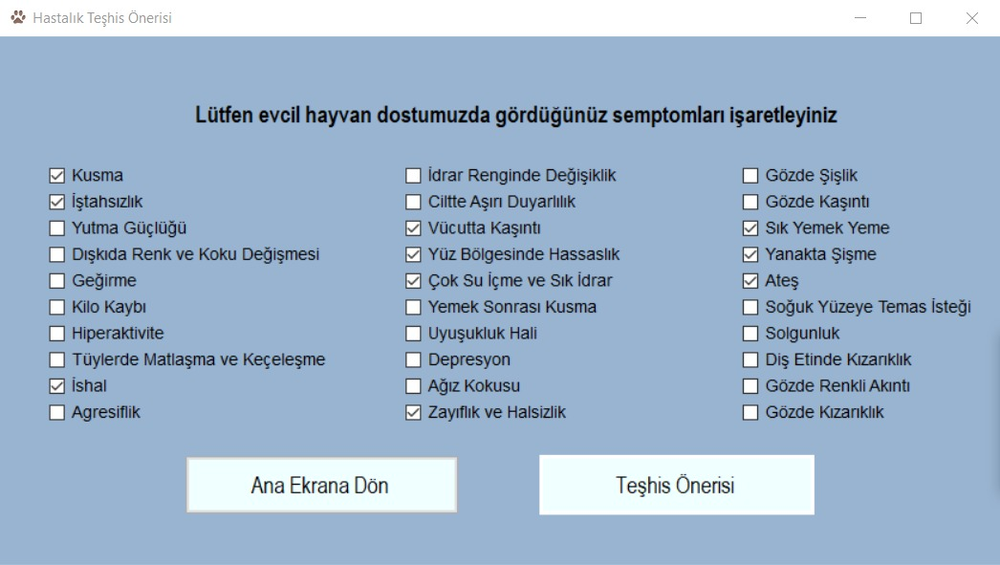 Hastalık Teşhis Önerisi
Lütfen evcil hayvan dostumuzda gördüğünüz semptomları işaretleyiniz
Kusma
İştahsızlık
Yutma Güçlüğü
Dışkıda Renk ve Koku Değişmesi
Geğirme
Kilo Kaybı
Hiperaktivite
Tüylerde Matlaşma ve Keçeleşme
İshal
Agresiflik
İdrar Renginde Değişiklik
Ciltte Aşırı Duyarlılık
Vücutta Kaşıntı
Yüz Bölgesinde Hassaslık
Çok Su İçme ve Sık İdrar
Yemek Sonrası Kusma
Uyuşukluk Hali
Depresyon
Ağız Kokusu
Zayıflık ve Halsizlik
Gözde Şişlik
Gözde Kaşıntı
Sık Yemek Yeme
Yanakta Şişme
Ateş
Soğuk Yüzeye Temas İsteği
Solgunluk
Diş Etinde Kızarıklık
Gözde Renkli Akıntı
Gözde Kızarıklık
Ana Ekrana Dön
Teşhis Önerisi